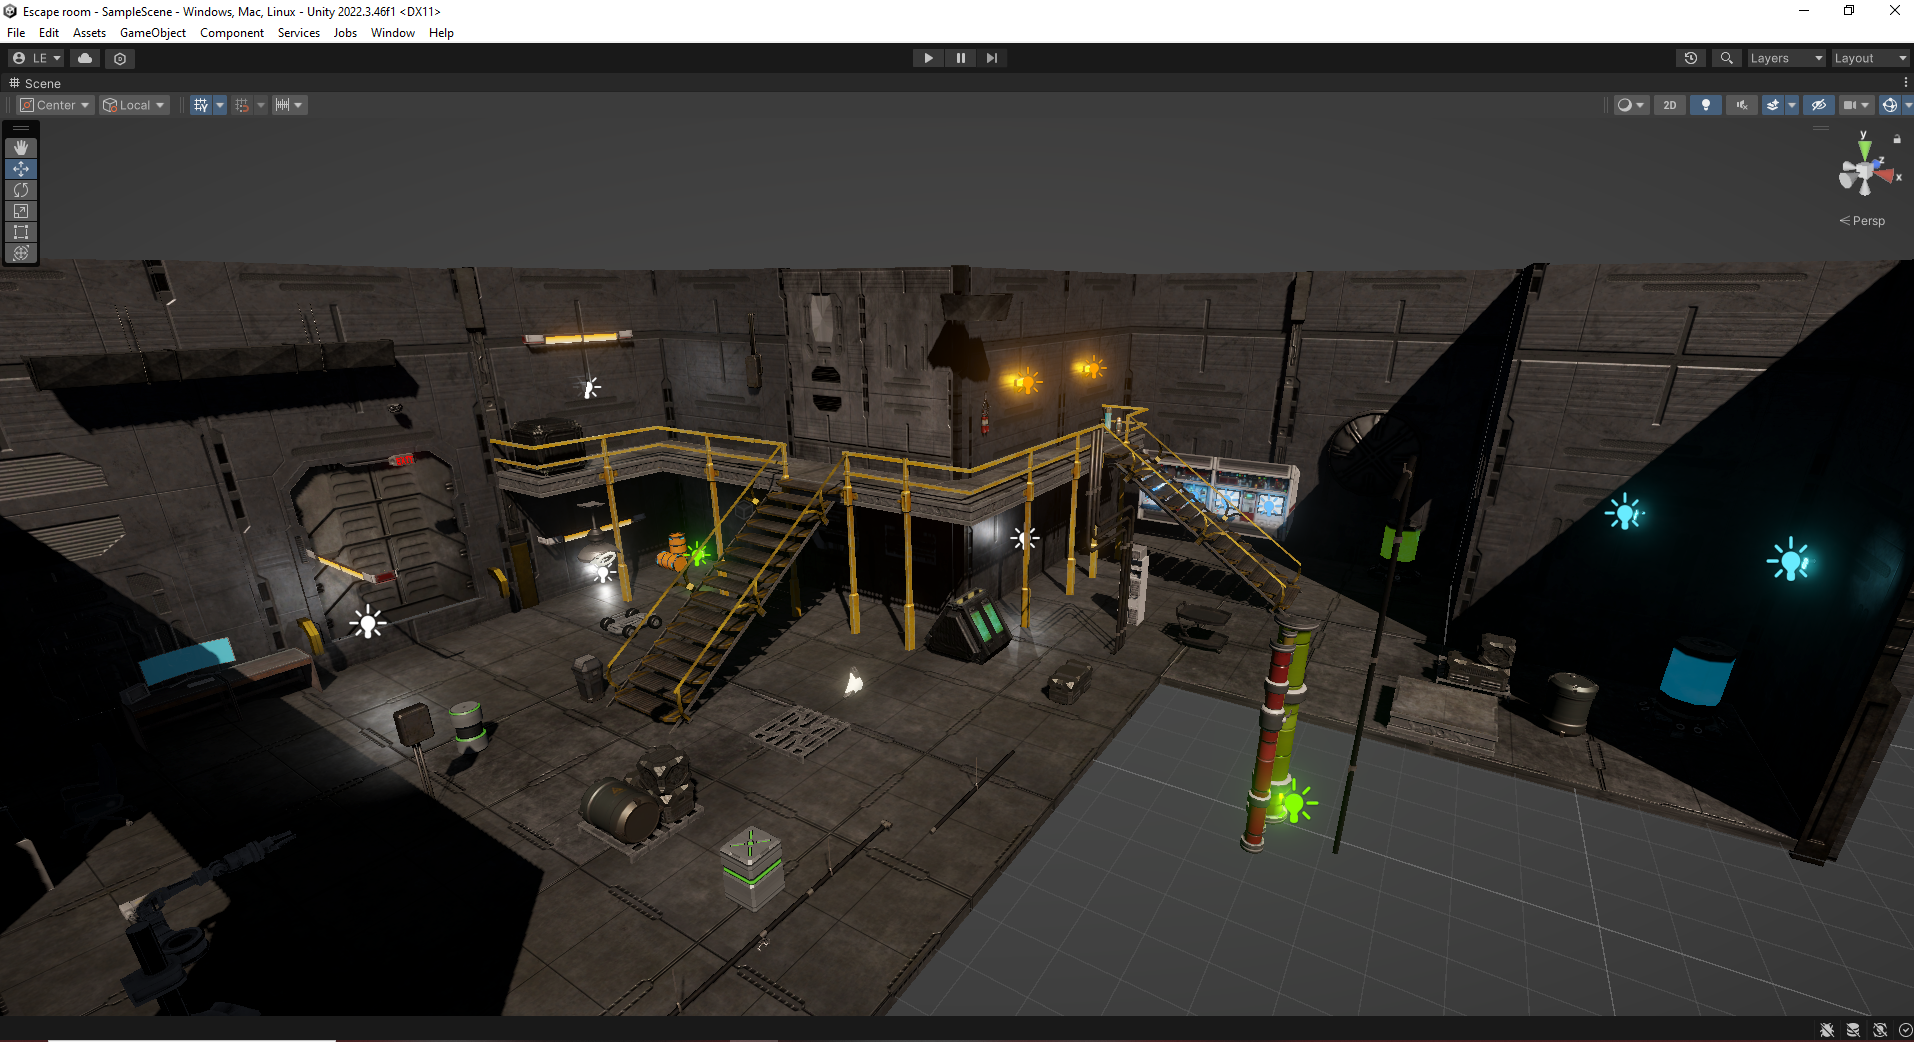 Escape room - SampleScene - Windows, Mac, Linux - Unity 2022.3.46f1 <DX11>
File Edit Assets GameObject Component Services Jobs Window Help
LE Layers Layout
Scene
Center Local 2D
y
z
x
Persp